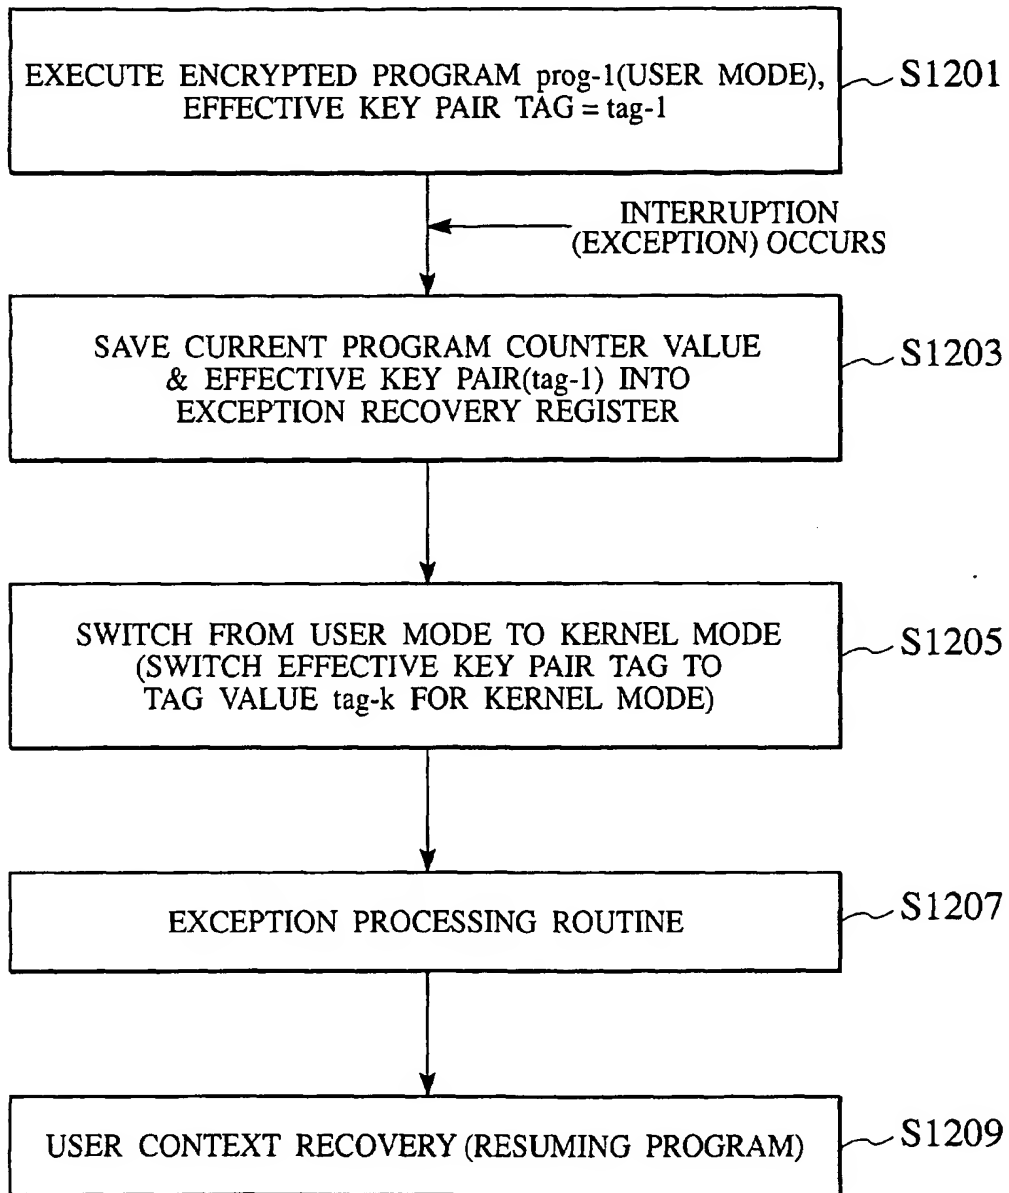 EXECUTE ENCRYPTED PROGRAM prog-1(USER MODE),
EFFECTIVE KEY PAIR TAG = tag-1
S1201
INTERRUPTION
(EXCEPTION) OCCURS
SAVE CURRENT PROGRAM COUNTER VALUE
& EFFECTIVE KEY PAIR(tag-1) INTO
EXCEPTION RECOVERY REGISTER
S1203
SWITCH FROM USER MODE TO KERNEL MODE
(SWITCH EFFECTIVE KEY PAIR TAG TO
TAG VALUE tag-k FOR KERNEL MODE)
S1205
EXCEPTION PROCESSING ROUTINE
S1207
USER CONTEXT RECOVERY (RESUMING PROGRAM)
S1209